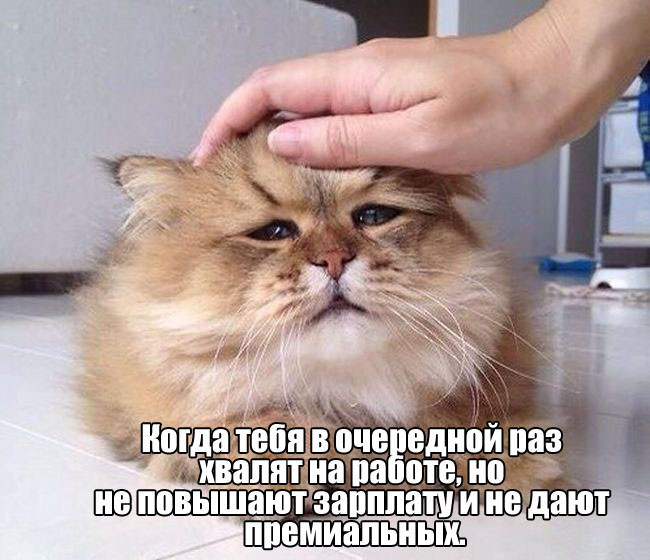 Когда тебя в очередной раз
хвалят на работе, но
не повышают зарплату и не дают
премиальных.